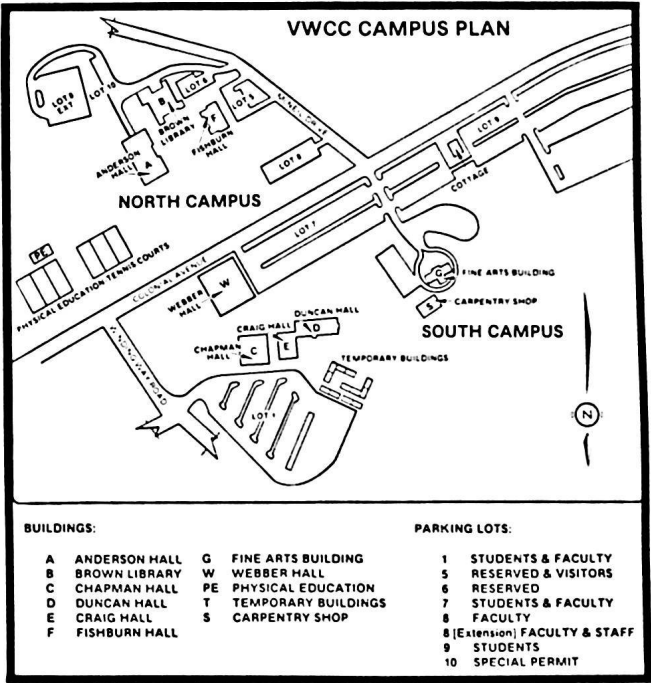 VWCC CAMPUS PLAN
LOT 8
EXT
LOT 10
LOT 6
LOT 5
B
BROWN
LIBRARY
F
FISHBURN
HALL
ANDERSON
HALL
A
LOT 8
LOT 9
COTTAGE
NORTH CAMPUS
LOT 7
PE
PHYSICAL EDUCATION TENNIS COURTS
COLONIAL AVENUE
WEBBER
HALL
W
G
FINE ARTS BUILDING
S
CARPENTRY SHOP
SOUTH CAMPUS
DUNCAN HALL
D
CRAIG HALL
E
CHAPMAN
HALL
C
TEMPORARY BUILDINGS
WINDING WAY ROAD
LOT 1
N
BUILDINGS:
A ANDERSON HALL
B BROWN LIBRARY
C CHAPMAN HALL
D DUNCAN HALL
E CRAIG HALL
F FISHBURN HALL
G FINE ARTS BUILDING
W WEBBER HALL
PE PHYSICAL EDUCATION
T TEMPORARY BUILDINGS
S CARPENTRY SHOP
PARKING LOTS:
1 STUDENTS & FACULTY
5 RESERVED & VISITORS
6 RESERVED
7 STUDENTS & FACULTY
8 FACULTY
8 [Extension] FACULTY & STAFF
9 STUDENTS
10 SPECIAL PERMIT